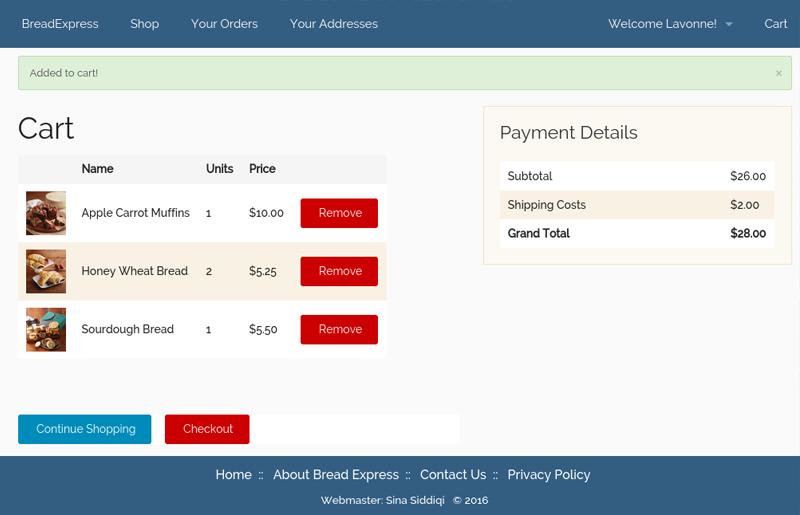 BreadExpress Shop Your Orders Your Addresses Welcome Lavonne! Cart
Added to cart! ×
Cart
Name Units Price
Apple Carrot Muffins 1 $10.00 Remove
Honey Wheat Bread 2 $5.25 Remove
Sourdough Bread 1 $5.50 Remove
Payment Details
Subtotal $26.00
Shipping Costs $2.00
Grand Total $28.00
Continue Shopping Checkout
Home :: About Bread Express :: Contact Us :: Privacy Policy
Webmaster: Sina Siddiqi © 2016